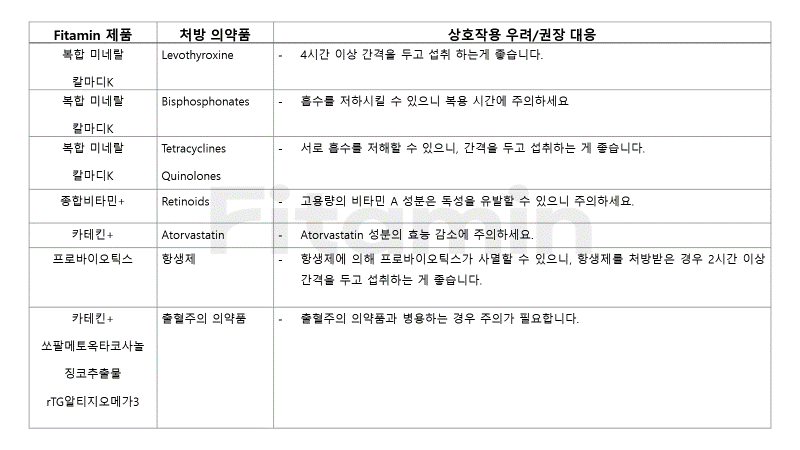 Fitamin 제품 처방 의약품 상호작용 우려/권장 대응
복합 미네랄 Levothyroxine - 4시간 이상 간격을 두고 섭취 하는게 좋습니다.
칼마디K
복합 미네랄 Bisphosphonates - 흡수를 저하시킬 수 있으니 복용 시간에 주의하세요
칼마디K
복합 미네랄 Tetracyclines - 서로 흡수를 저해할 수 있으니, 간격을 두고 섭취하는 게 좋습니다.
칼마디K Quinolones
종합비타민+ Retinoids - 고용량의 비타민 A 성분은 독성을 유발할 수 있으니 주의하세요.
Fitamin
카테킨+ Atorvastatin - Atorvastatin 성분의 효능 감소에 주의하세요.
프로바이오틱스 항생제 - 항생제에 의해 프로바이오틱스가 사멸할 수 있으니, 항생제를 처방받은 경우 2시간 이상
간격을 두고 섭취하는 게 좋습니다.
카테킨+ 출혈주의 의약품 - 출혈주의 의약품과 병용하는 경우 주의가 필요합니다.
쏘팔메토옥타코사놀
징코추출물
rTG알티지오메가3